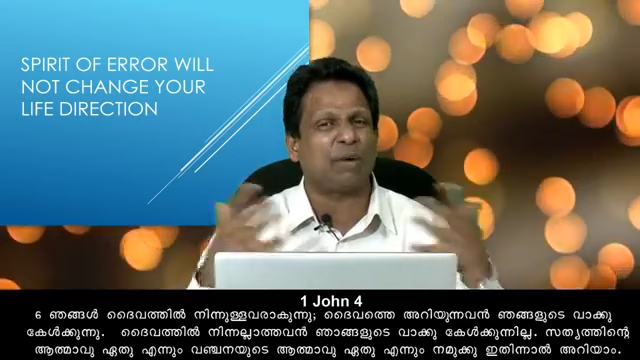 SPIRIT OF ERROR WILL
NOT CHANGE YOUR
LIFE DIRECTION
1 John 4
6 ഞങ്ങൾ ദൈവത്തിൽ നിന്നുള്ളവരാകുന്നു; ദൈവത്തെ അറിയുന്നവൻ ഞങ്ങളുടെ വാക്കു
കേൾക്കുന്നു. ദൈവത്തിൽ നിന്നല്ലാത്തവൻ ഞാങ്ങളുടെ വാക്കു കേൾക്കുന്നില്ല. സത്യത്തിന്റെ
ആത്മാവു ഏതു എന്നും വഞ്ചനയുടെ ആത്മാവു ഏതു എന്നും നമുക്കു ഇതിന്നാൽ അറിയാം.